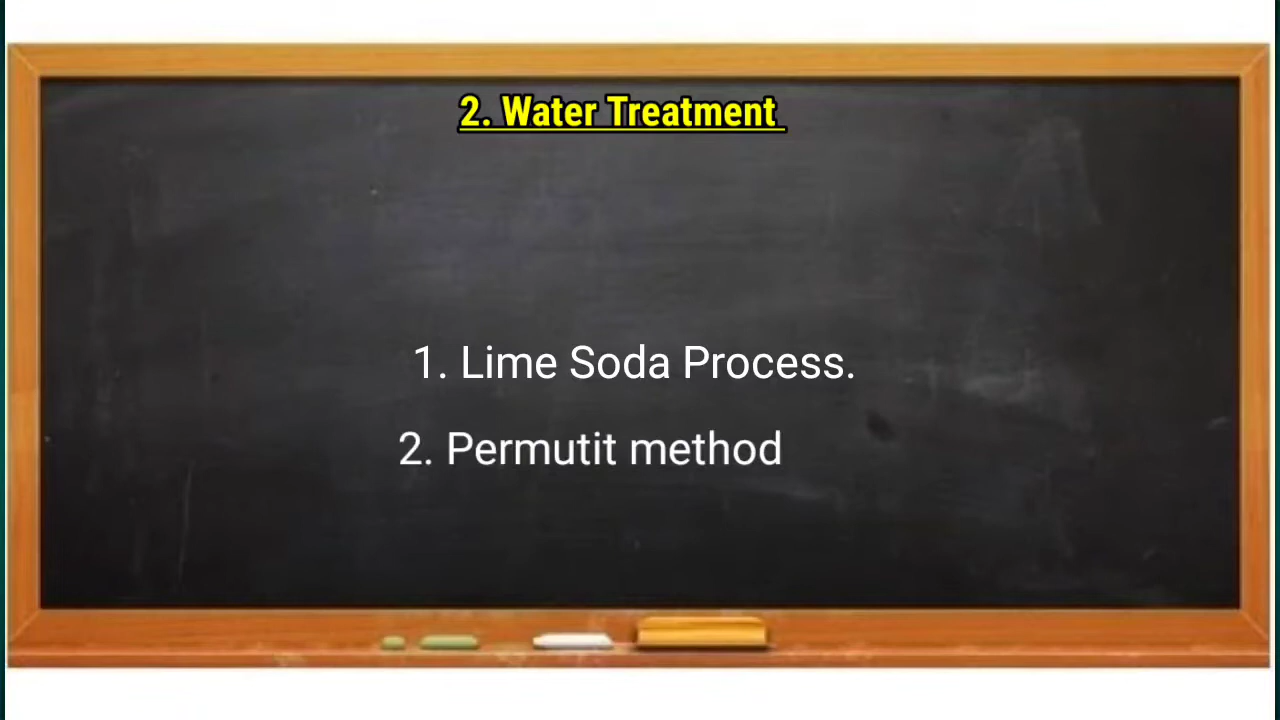 2. Water Treatment
1. Lime Soda Process.
2. Permutit method